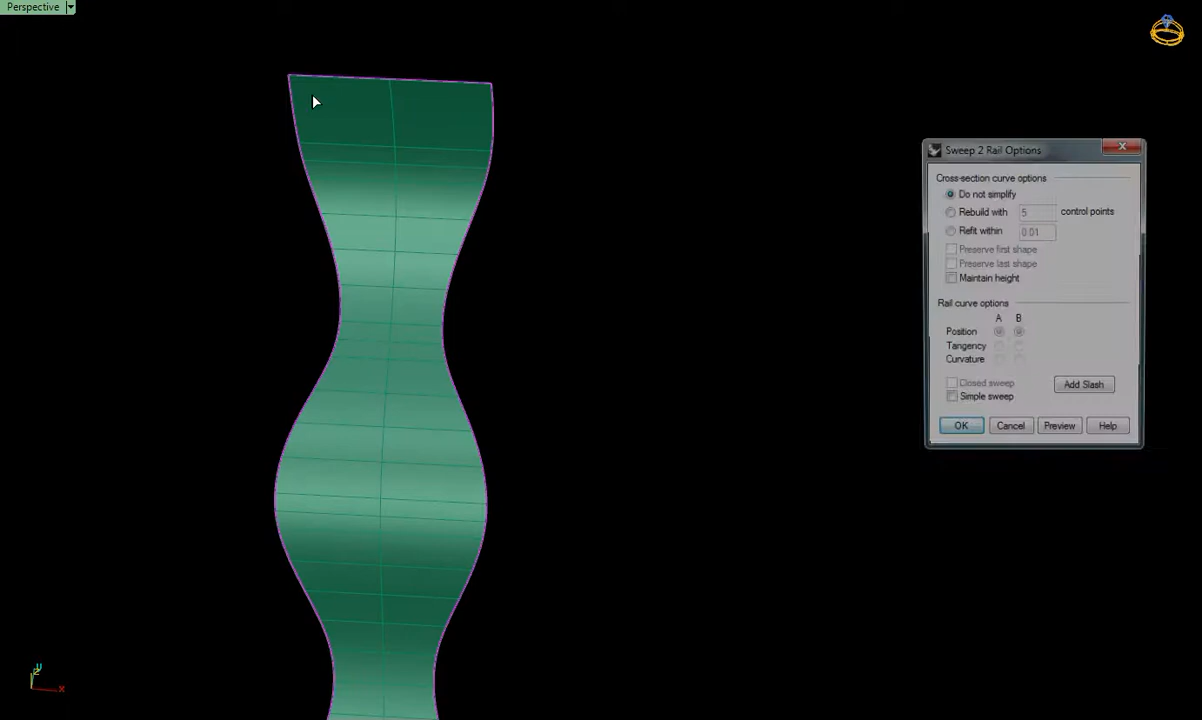 Perspective
Sweep 2 Rail Options
Cross-section curve options
Do not simplify
Rebuild with 5 control points
Refit within 0.01
Preserve first shape
Preserve last shape
Maintain height
Rail curve options
A B
Position
Tangency
Curvature
Closed sweep
Add Slash
Simple sweep
OK Cancel Preview Help
y
z
x